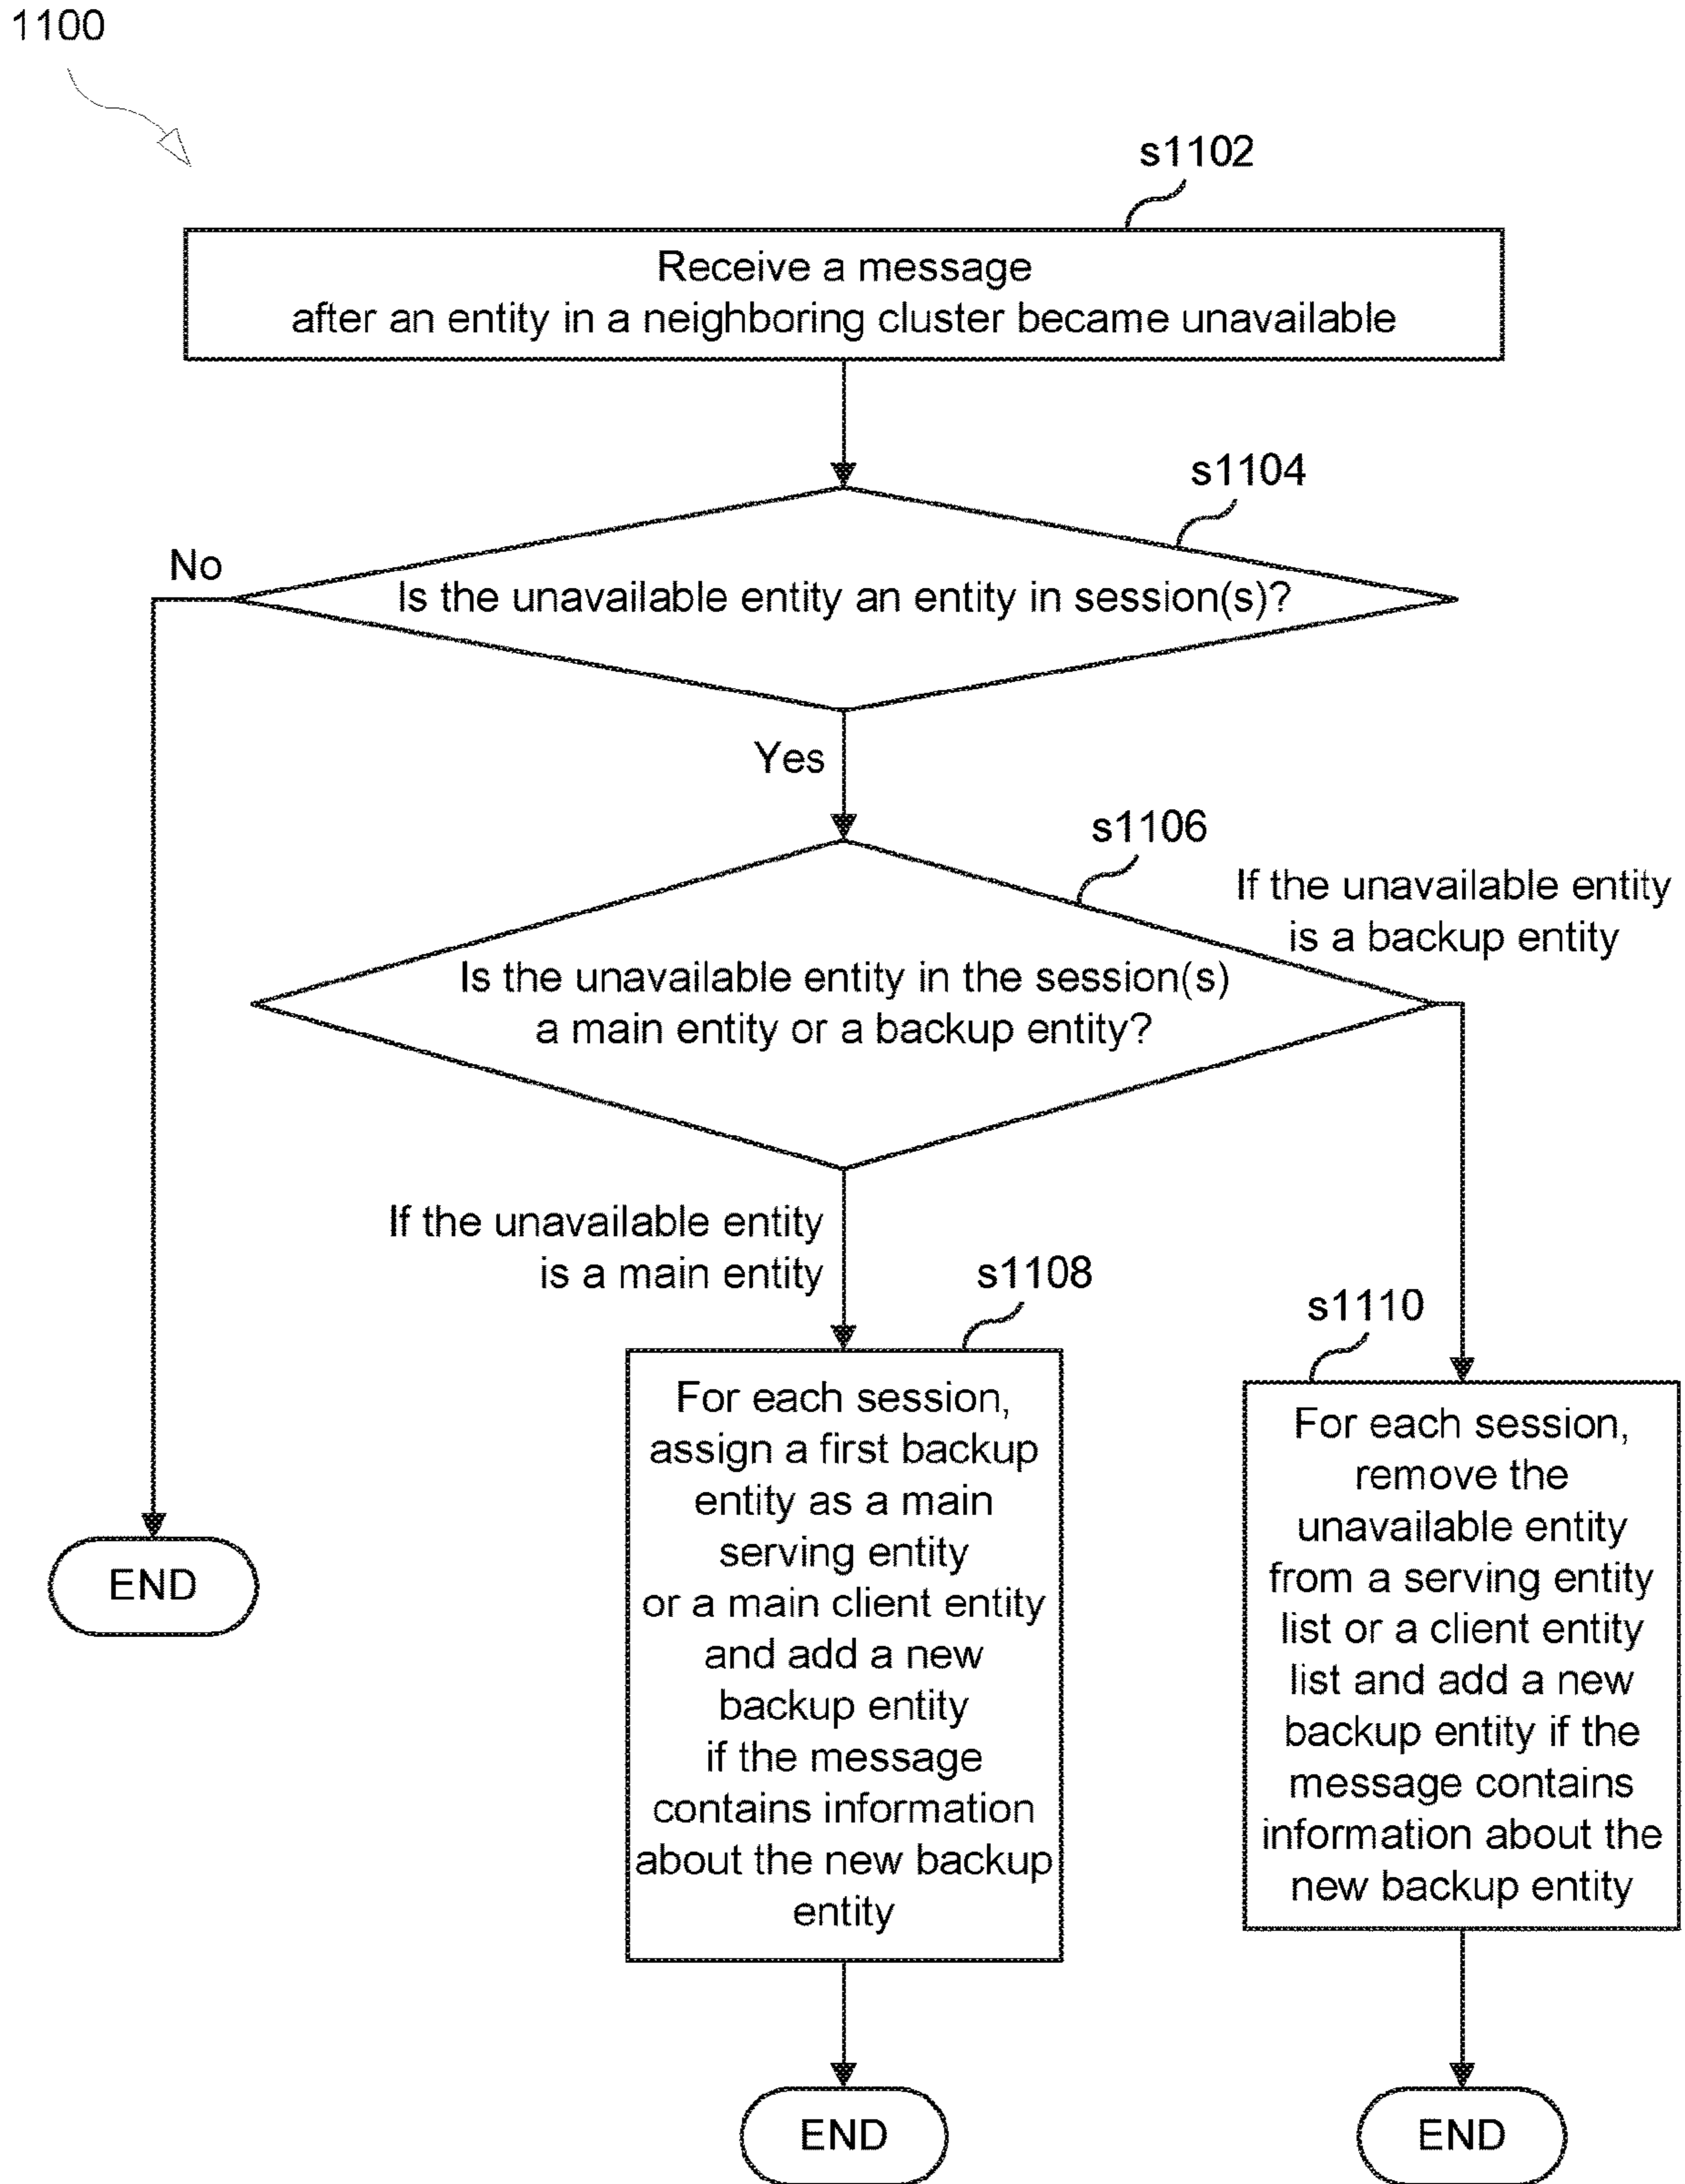 1100
s1102
Receive a message
after an entity in a neighboring cluster became unavailable
s1104
No
Is the unavailable entity an entity in session(s)?
Yes
s1106
If the unavailable entity
is a backup entity
Is the unavailable entity in the session(s)
a main entity or a backup entity?
If the unavailable entity
is a main entity
s1108
s1110
For each session,
assign a first backup
entity as a main
serving entity
or a main client entity
and add a new
backup entity
if the message
contains information
about the new backup
entity
For each session,
remove the
unavailable entity
from a serving entity
list or a client entity
list and add a new
backup entity if the
message contains
information about the
new backup entity
END
END
END